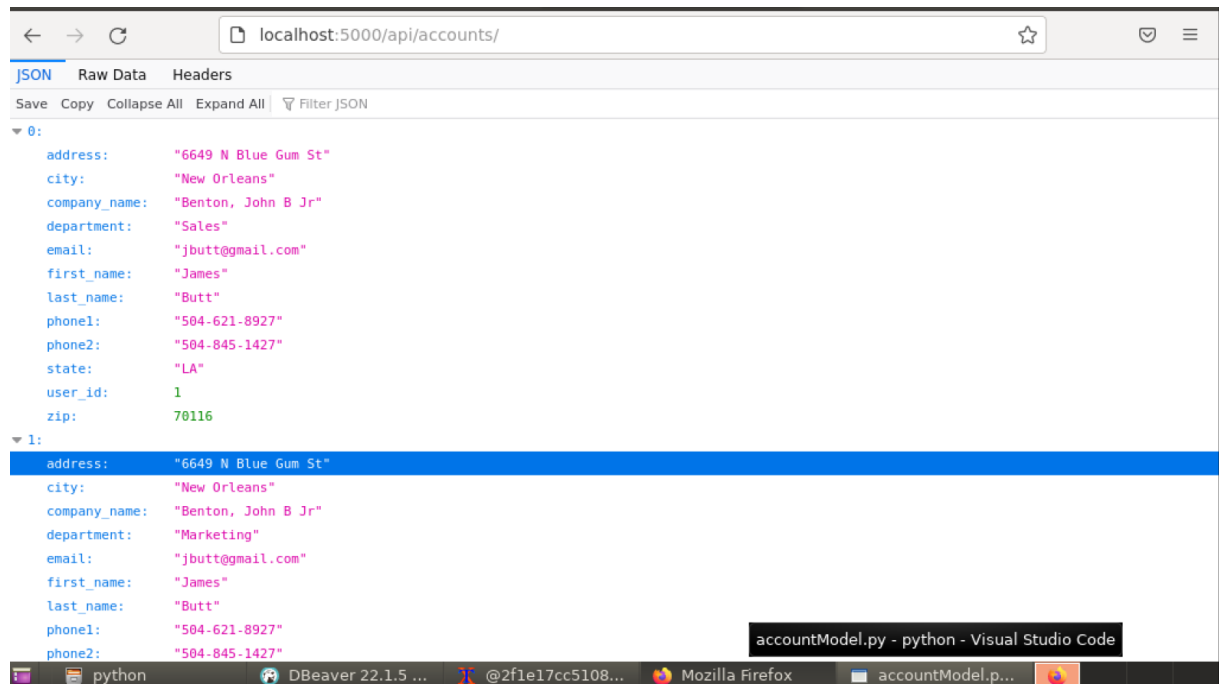 localhost:5000/api/accounts/
JSON Raw Data Headers
Save Copy Collapse All Expand All Filter JSON
0:
address: "6649 N Blue Gum St"
city: "New Orleans"
company_name: "Benton, John B Jr"
department: "Sales"
email: "jbutt@gmail.com"
first_name: "James"
last_name: "Butt"
phone1: "504-621-8927"
phone2: "504-845-1427"
state: "LA"
user_id: 1
zip: 70116
1:
address: "6649 N Blue Gum St"
city: "New Orleans"
company_name: "Benton, John B Jr"
department: "Marketing"
email: "jbutt@gmail.com"
first_name: "James"
last_name: "Butt"
phone1: "504-621-8927"
phone2: "504-845-1427"
accountModel.py - python - Visual Studio Code
python DBeaver 22.1.5 ... @2f1e17cc5108... Mozilla Firefox accountModel.p...